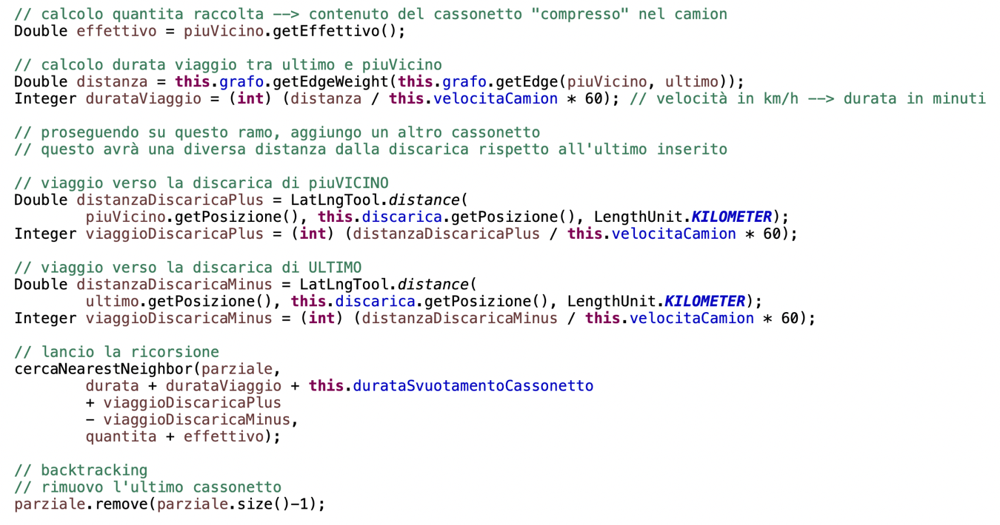 // calcolo quantita raccolta --> contenuto del cassonetto "compresso" nel camion
Double effettivo = piuVicino.getEffettivo();
// calcolo durata viaggio tra ultimo e piuVicino
Double distanza = this.grafo.getEdgeWeight(this.grafo.getEdge(piuVicino, ultimo));
Integer durataViaggio = (int) (distanza / this.velocitaCamion * 60); // velocità in km/h --> durata in minuti
// proseguendo su questo ramo, aggiungo un altro cassonetto
// questo avrà una diversa distanza dalla discarica rispetto all'ultimo inserito
// viaggio verso la discarica di piuVICINO
Double distanzaDiscaricaPlus = LatLngTool.distance(
piuVicino.getPosizione(), this.discarica.getPosizione(), LengthUnit.KILOMETER);
Integer viaggioDiscaricaPlus = (int) (distanzaDiscaricaPlus / this.velocitaCamion * 60);
// viaggio verso la discarica di ULTIMO
Double distanzaDiscaricaMinus = LatLngTool.distance(
ultimo.getPosizione(), this.discarica.getPosizione(), LengthUnit.KILOMETER);
Integer viaggioDiscaricaMinus = (int) (distanzaDiscaricaMinus / this.velocitaCamion * 60);
// lancio la ricorsione
cercaNearestNeighbor(parziale,
durata + durataViaggio + this.durataSvuotamentoCassonetto
+ viaggioDiscaricaPlus
- viaggioDiscaricaMinus,
quantita + effettivo);
// backtracking
// rimuovo l'ultimo cassonetto
parziale.remove(parziale.size()-1);